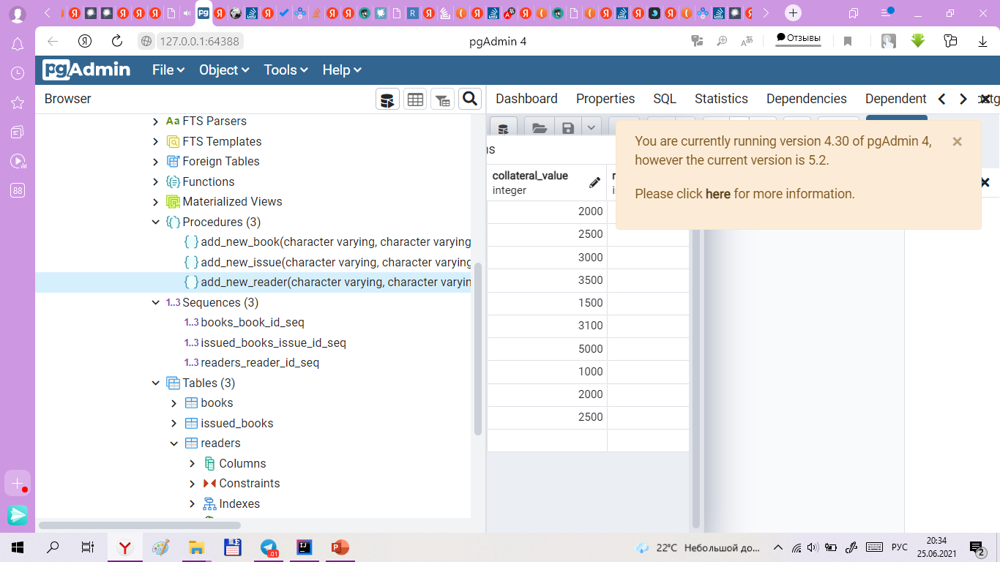 127.0.0.1:64388
pgAdmin 4
Отзывы
pgAdmin
File
Object
Tools
Help
Browser
Dashboard
Properties
SQL
Statistics
Dependencies
Dependent
Aa FTS Parsers
FTS Templates
Foreign Tables
Functions
Materialized Views
Procedures (3)
add_new_book(character varying, character varying
add_new_issue(character varying, character varying
add_new_reader(character varying, character varyin
1..3 Sequences (3)
1..3 books_book_id_seq
1..3 issued_books_issue_id_seq
1..3 readers_reader_id_seq
Tables (3)
books
issued_books
readers
Columns
Constraints
Indexes
collateral_value
integer
2000
2500
3000
3500
1500
3100
5000
1000
2000
2500
You are currently running version 4.30 of pgAdmin 4,
however the current version is 5.2.
Please click here for more information.
88
22°C Небольшой до...
РУС
20:34
25.06.2021
2